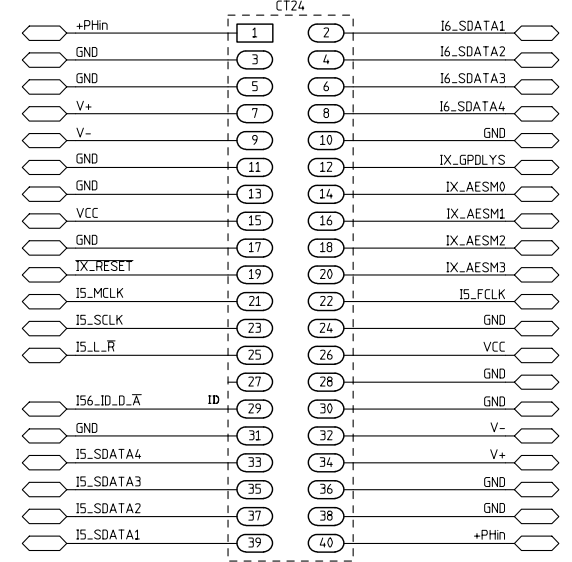 CT24
+PHin 1 2 I6_SDATA1
GND 3 4 I6_SDATA2
GND 5 6 I6_SDATA3
V+ 7 8 I6_SDATA4
V- 9 10 GND
GND 11 12 IX_GPDLYS
GND 13 14 IX_AESM0
VCC 15 16 IX_AESM1
GND 17 18 IX_AESM2
IX_RESET 19 20 IX_AESM3
I5_MCLK 21 22 I5_FCLK
I5_SCLK 23 24 GND
I5_L_R 25 26 VCC
27 28 GND
I56_ID_D_A ID 29 30 GND
GND 31 32 V-
I5_SDATA4 33 34 V+
I5_SDATA3 35 36 GND
I5_SDATA2 37 38 GND
I5_SDATA1 39 40 +PHin